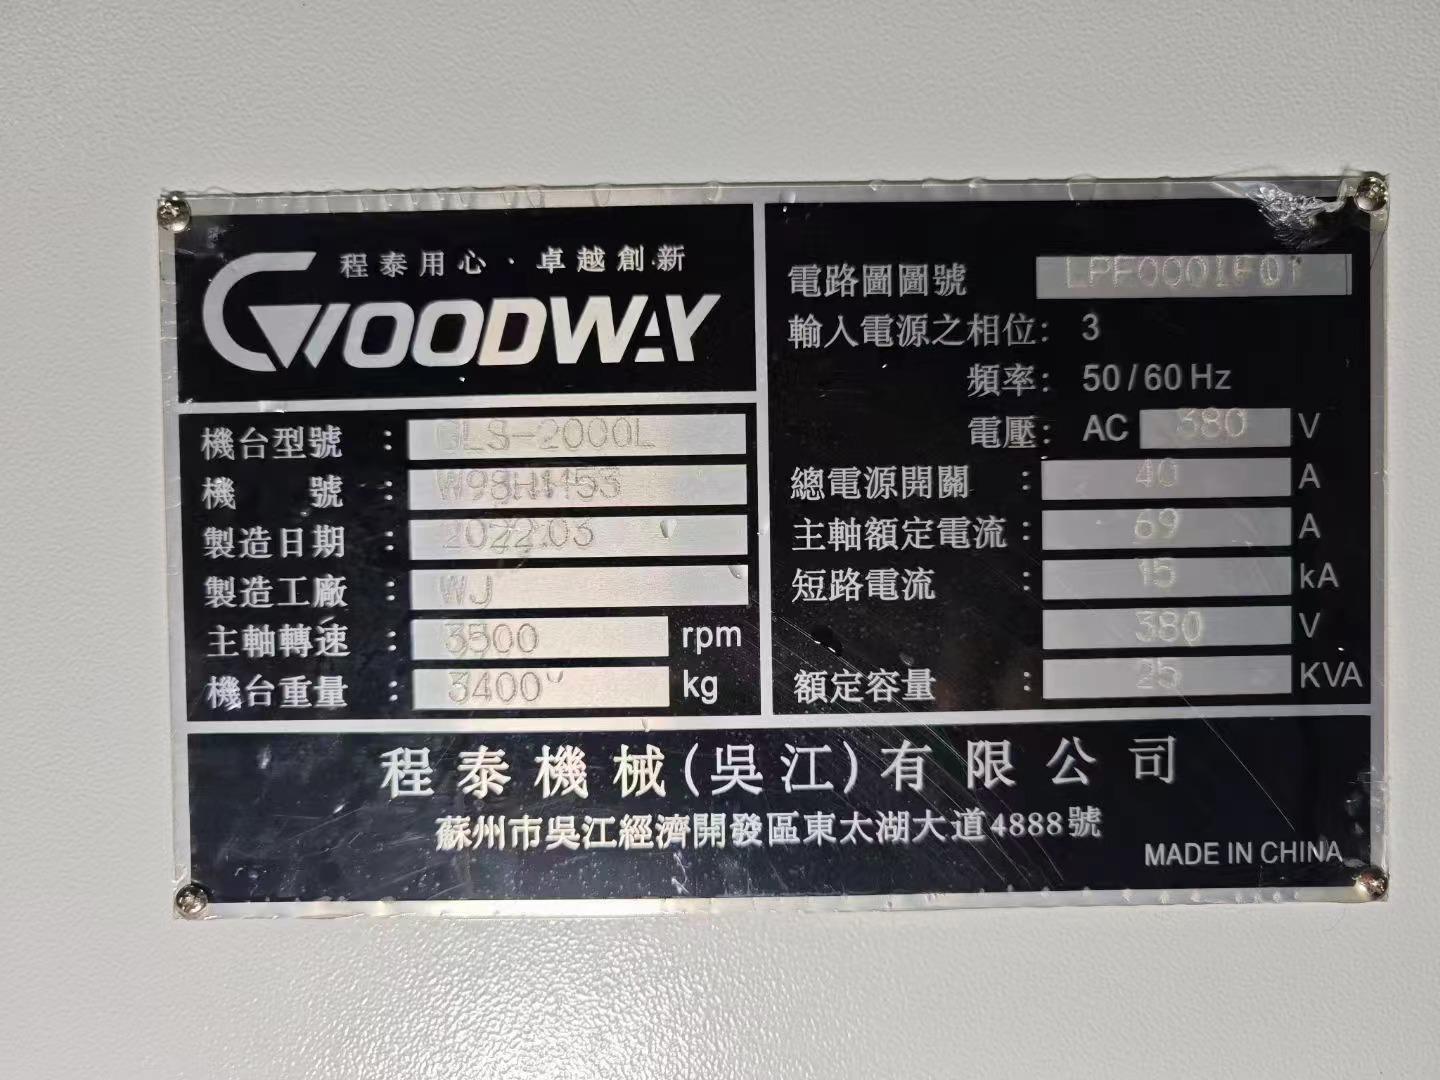 程泰用心·卓越創新
GOODWAY
機台型號 : GLS-2000L
機 號 : W98H1153
製造日期 : 2022.03
製造工廠 : WJ
主軸轉速 : 3500 rpm
機台重量 : 3400 kg
電路圖圖號
輸入電源之相位: 3
頻率: 50/60 Hz
電壓: AC 380 V
總電源開關 : 40 A
主軸額定電流 : 69 A
短路電流 : 15 kA
380 V
額定容量 : 25 KVA
程泰機械(吳江)有限公司
蘇州市吳江經濟開發區東太湖大道4888號
MADE IN CHINA